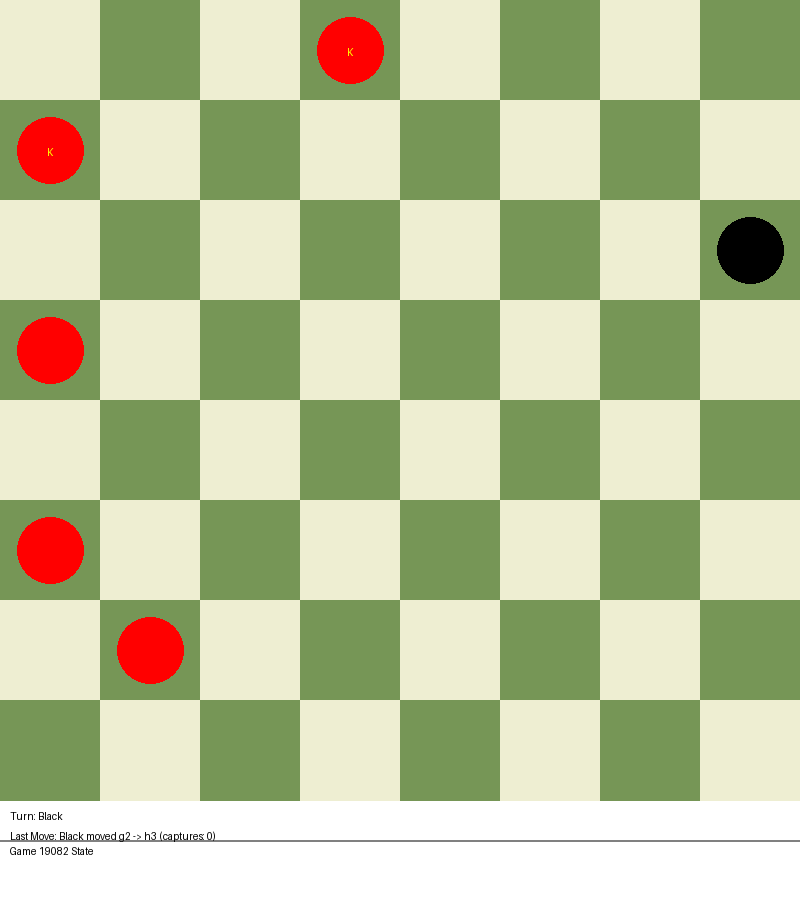 K
K
Turn: Black
Last Move: Black moved g2 -> h3 (captures: 0)
Game 19082 State